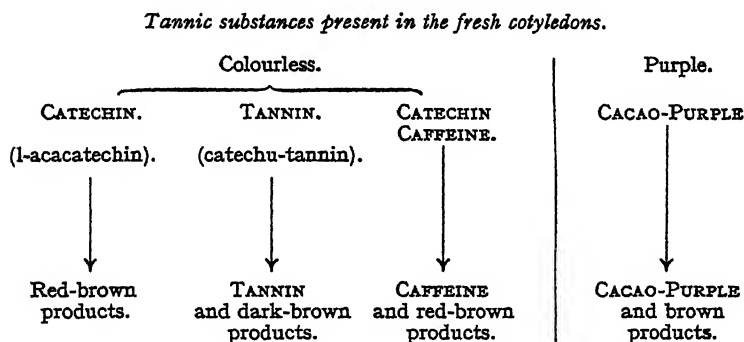 Tannic substances present in the fresh cotyledons.
Colourless.
Purple.
CATECHIN.
TANNIN.
CATECHIN
CAFFEINE.
CACAO-PURPLE
(l-acacatechin).
(catechu-tannin).
Red-brown
products.
TANNIN
and dark-brown
products.
CAFFEINE
and red-brown
products.
CACAO-PURPLE
and brown
products.